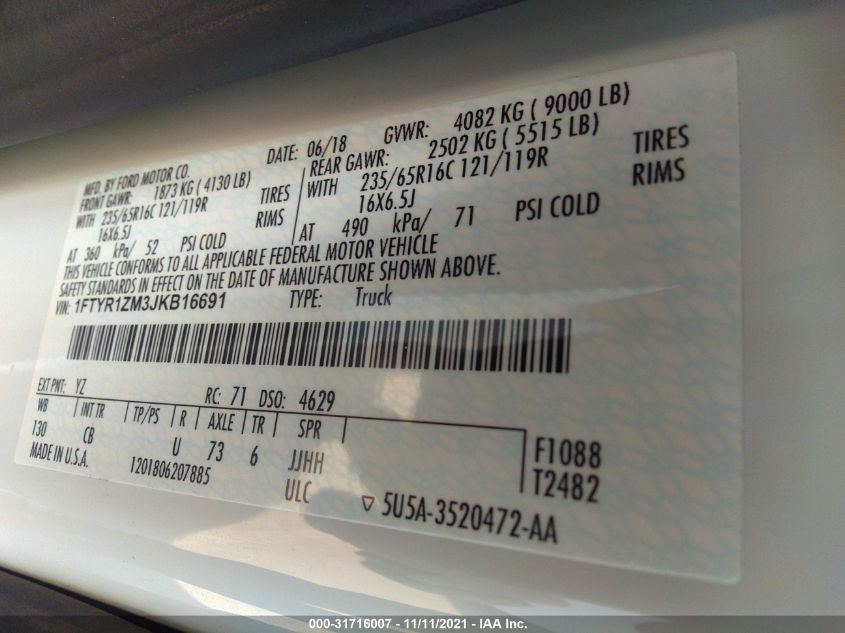 MFD. BY FORD MOTOR CO. DATE: 06/18 GVWR: 4082 KG ( 9000 LB)
FRONT GAWR: 1873 KG ( 4130 LB) REAR GAWR: 2502 KG ( 5515 LB)
WITH 235/65R16C 121/119R TIRES WITH 235/65R16C 121/119R TIRES
16X6.5J RIMS 16X6.5J RIMS
AT 360 kPa/ 52 PSI COLD AT 490 kPa/ 71 PSI COLD
THIS VEHICLE CONFORMS TO ALL APPLICABLE FEDERAL MOTOR VEHICLE
SAFETY STANDARDS IN EFFECT ON THE DATE OF MANUFACTURE SHOWN ABOVE.
VIN: 1FTYR1ZM3JKB16691 TYPE: Truck
EXT PNT: YZ RC: 71 DSO: 4629
WB INT TR TP/PS R AXLE TR SPR
130 CB U 73 6 JJHH F1088
MADE IN U.S.A. 1201806207885 ULC T2482
5U5A-3520472-AA
000-31716007 - 11/11/2021 - IAA Inc.